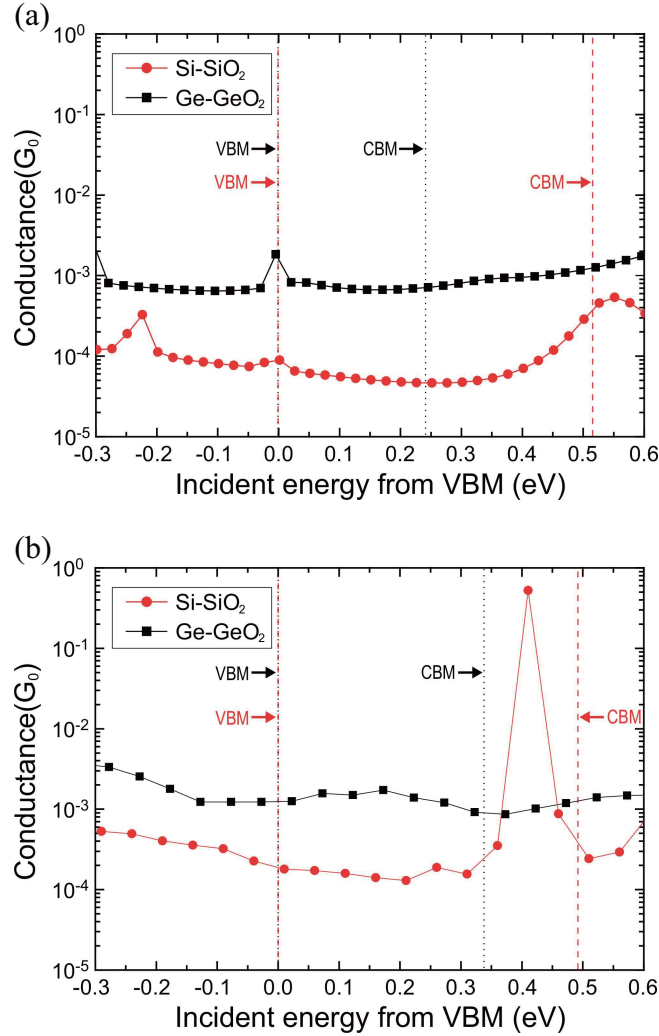 (a)
10⁰
10⁻¹
10⁻²
10⁻³
10⁻⁴
10⁻⁵
Conductance(G₀)
Si-SiO₂
Ge-GeO₂
VBM
CBM
VBM
CBM
-0.3 -0.2 -0.1 0.0 0.1 0.2 0.3 0.4 0.5 0.6
Incident energy from VBM (eV)
(b)
10⁰
10⁻¹
10⁻²
10⁻³
10⁻⁴
10⁻⁵
Conductance(G₀)
Si-SiO₂
Ge-GeO₂
VBM
CBM
VBM
CBM
-0.3 -0.2 -0.1 0.0 0.1 0.2 0.3 0.4 0.5 0.6
Incident energy from VBM (eV)